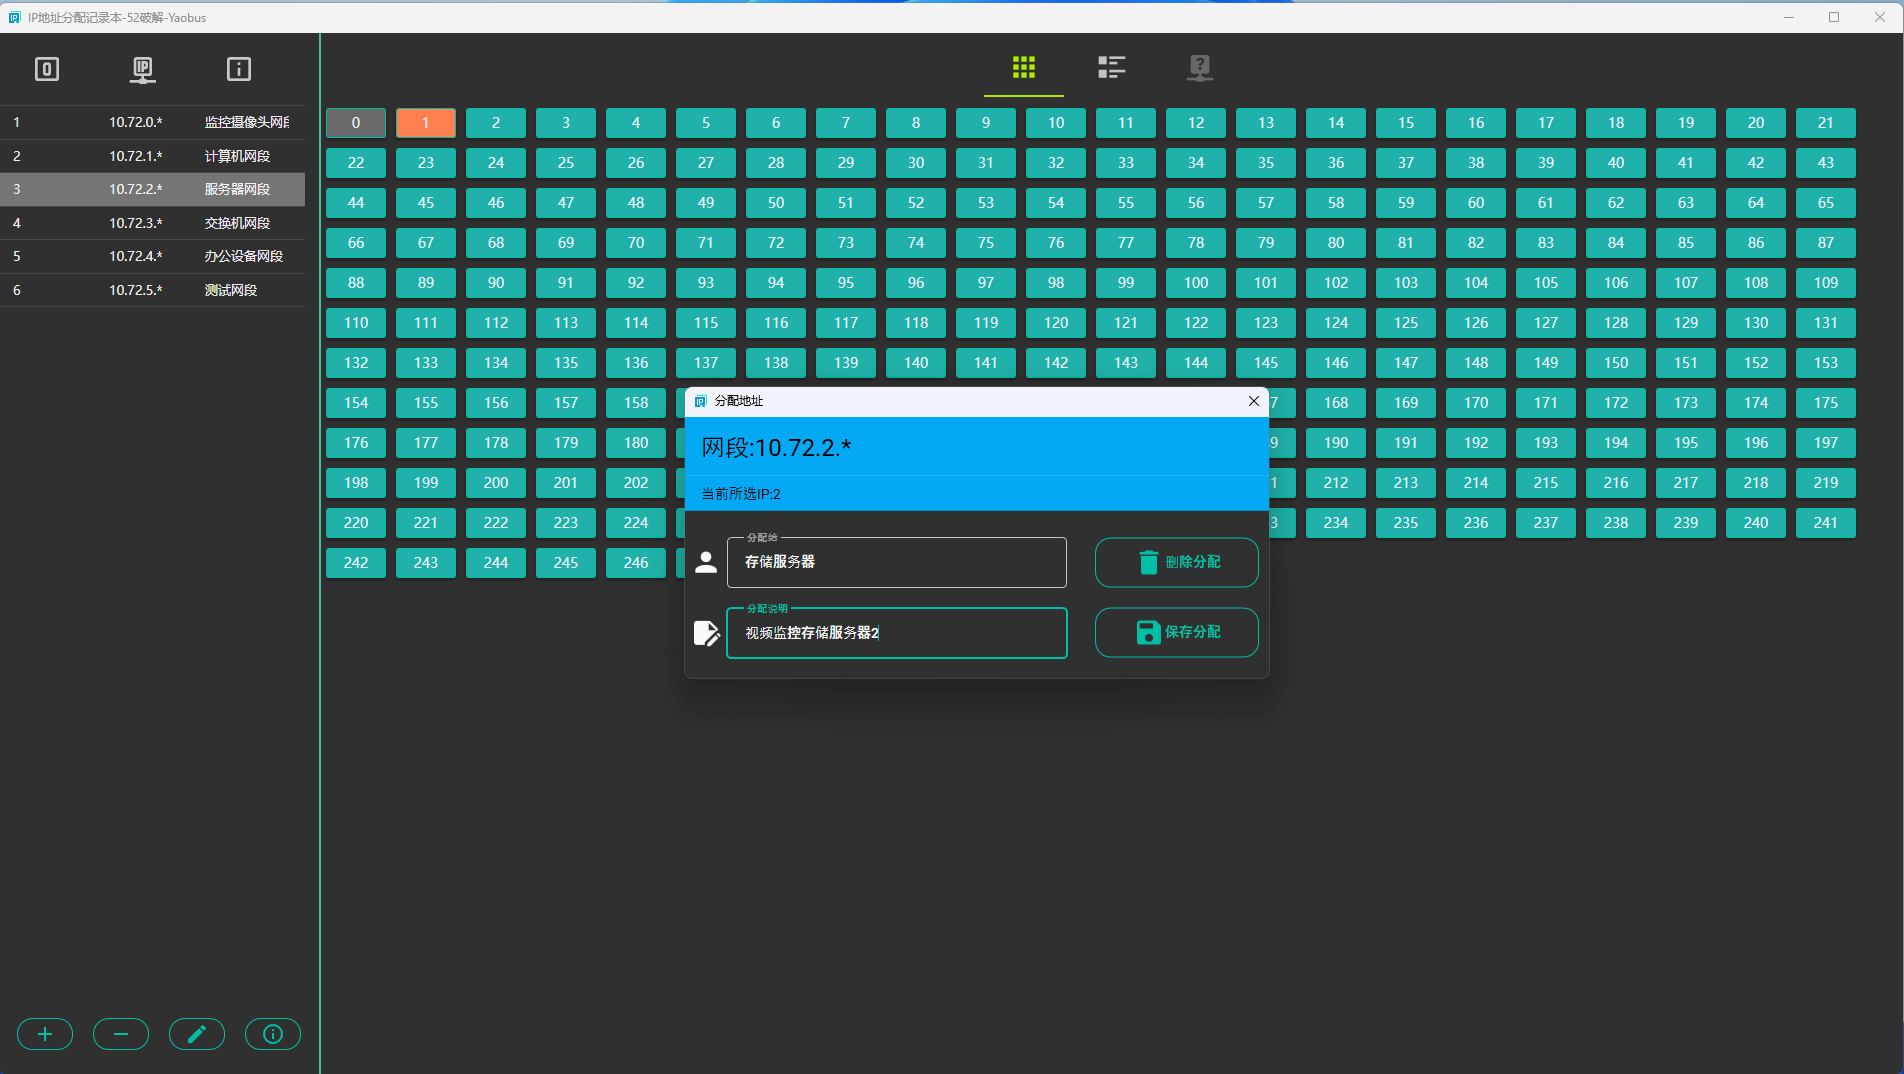 IP地址分配记录本-52破解-Yaobus
IP
1 10.72.0.* 监控摄像头网
2 10.72.1.* 计算机网段
3 10.72.2.* 服务器网段
4 10.72.3.* 交换机网段
5 10.72.4.* 办公设备网段
6 10.72.5.* 测试网段
0 1 2 3 4 5 6 7 8 9 10 11 12 13 14 15 16 17 18 19 20 21
22 23 24 25 26 27 28 29 30 31 32 33 34 35 36 37 38 39 40 41 42 43
44 45 46 47 48 49 50 51 52 53 54 55 56 57 58 59 60 61 62 63 64 65
66 67 68 69 70 71 72 73 74 75 76 77 78 79 80 81 82 83 84 85 86 87
88 89 90 91 92 93 94 95 96 97 98 99 100 101 102 103 104 105 106 107 108 109
110 111 112 113 114 115 116 117 118 119 120 121 122 123 124 125 126 127 128 129 130 131
132 133 134 135 136 137 138 139 140 141 142 143 144 145 146 147 148 149 150 151 152 153
154 155 156 157 158 7 168 169 170 171 172 173 174 175
176 177 178 179 180 9 190 191 192 193 194 195 196 197
198 199 200 201 202 1 212 213 214 215 216 217 218 219
220 221 222 223 224 3 234 235 236 237 238 239 240 241
242 243 244 245 246
分配地址
网段:10.72.2.*
当前所选IP:2
分配给
存储服务器
删除分配
分配说明
视频监控存储服务器2
保存分配